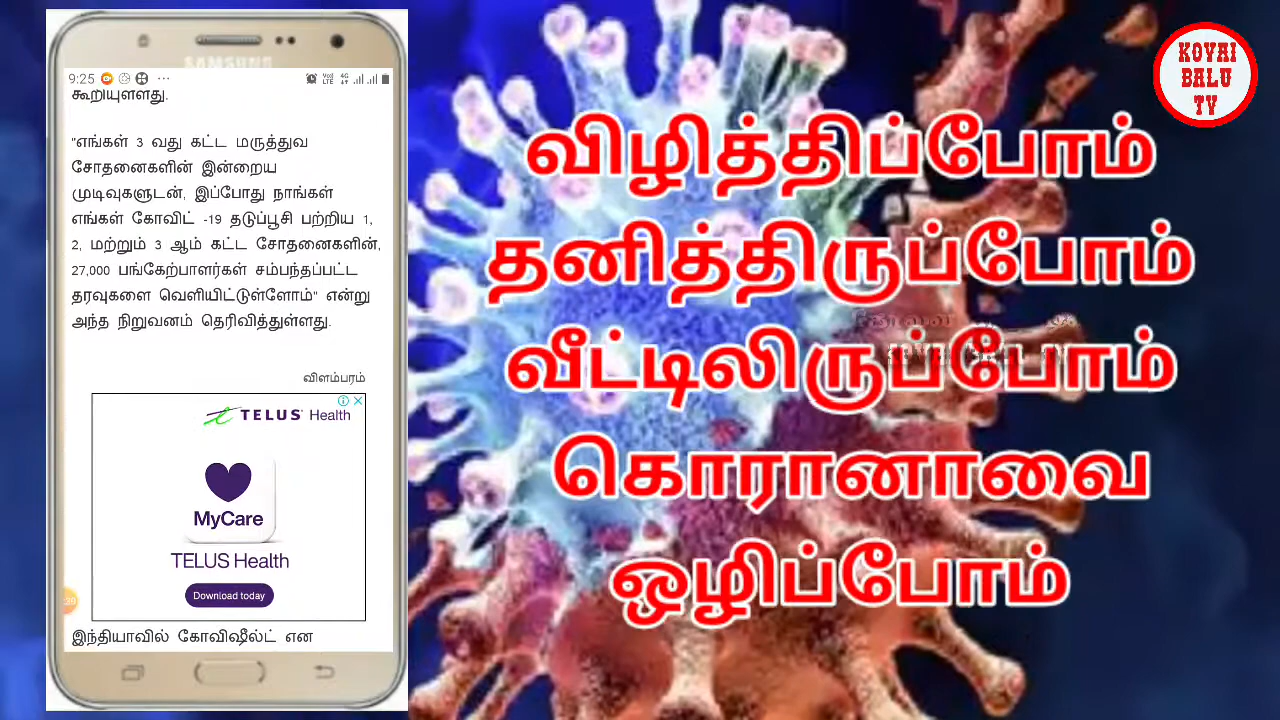 SAMSUNG
9:25
கூறியுள்ளது.
"எங்கள் 3 வது கட்ட மருத்துவ
சோதனைகளின் இன்றைய
முடிவுகளுடன், இப்போது நாங்கள்
எங்கள் கோவிட் -19 தடுப்பூசி பற்றிய 1,
2, மற்றும் 3 ஆம் கட்ட சோதனைகளின்,
27,000 பங்கேற்பாளர்கள் சம்பந்தப்பட்ட
தரவுகளை வெளியிட்டுள்ளோம்" என்று
அந்த நிறுவனம் தெரிவித்துள்ளது.
விளம்பரம்
TELUS Health
MyCare
TELUS Health
Download today
இந்தியாவில் கோவிஷீல்ட் என
விழித்திப்போம்
தனித்திருப்போம்
வீட்டிலிருப்போம்
கொரானாவை
ஒழிப்போம்
KOVAI
BALU
TV